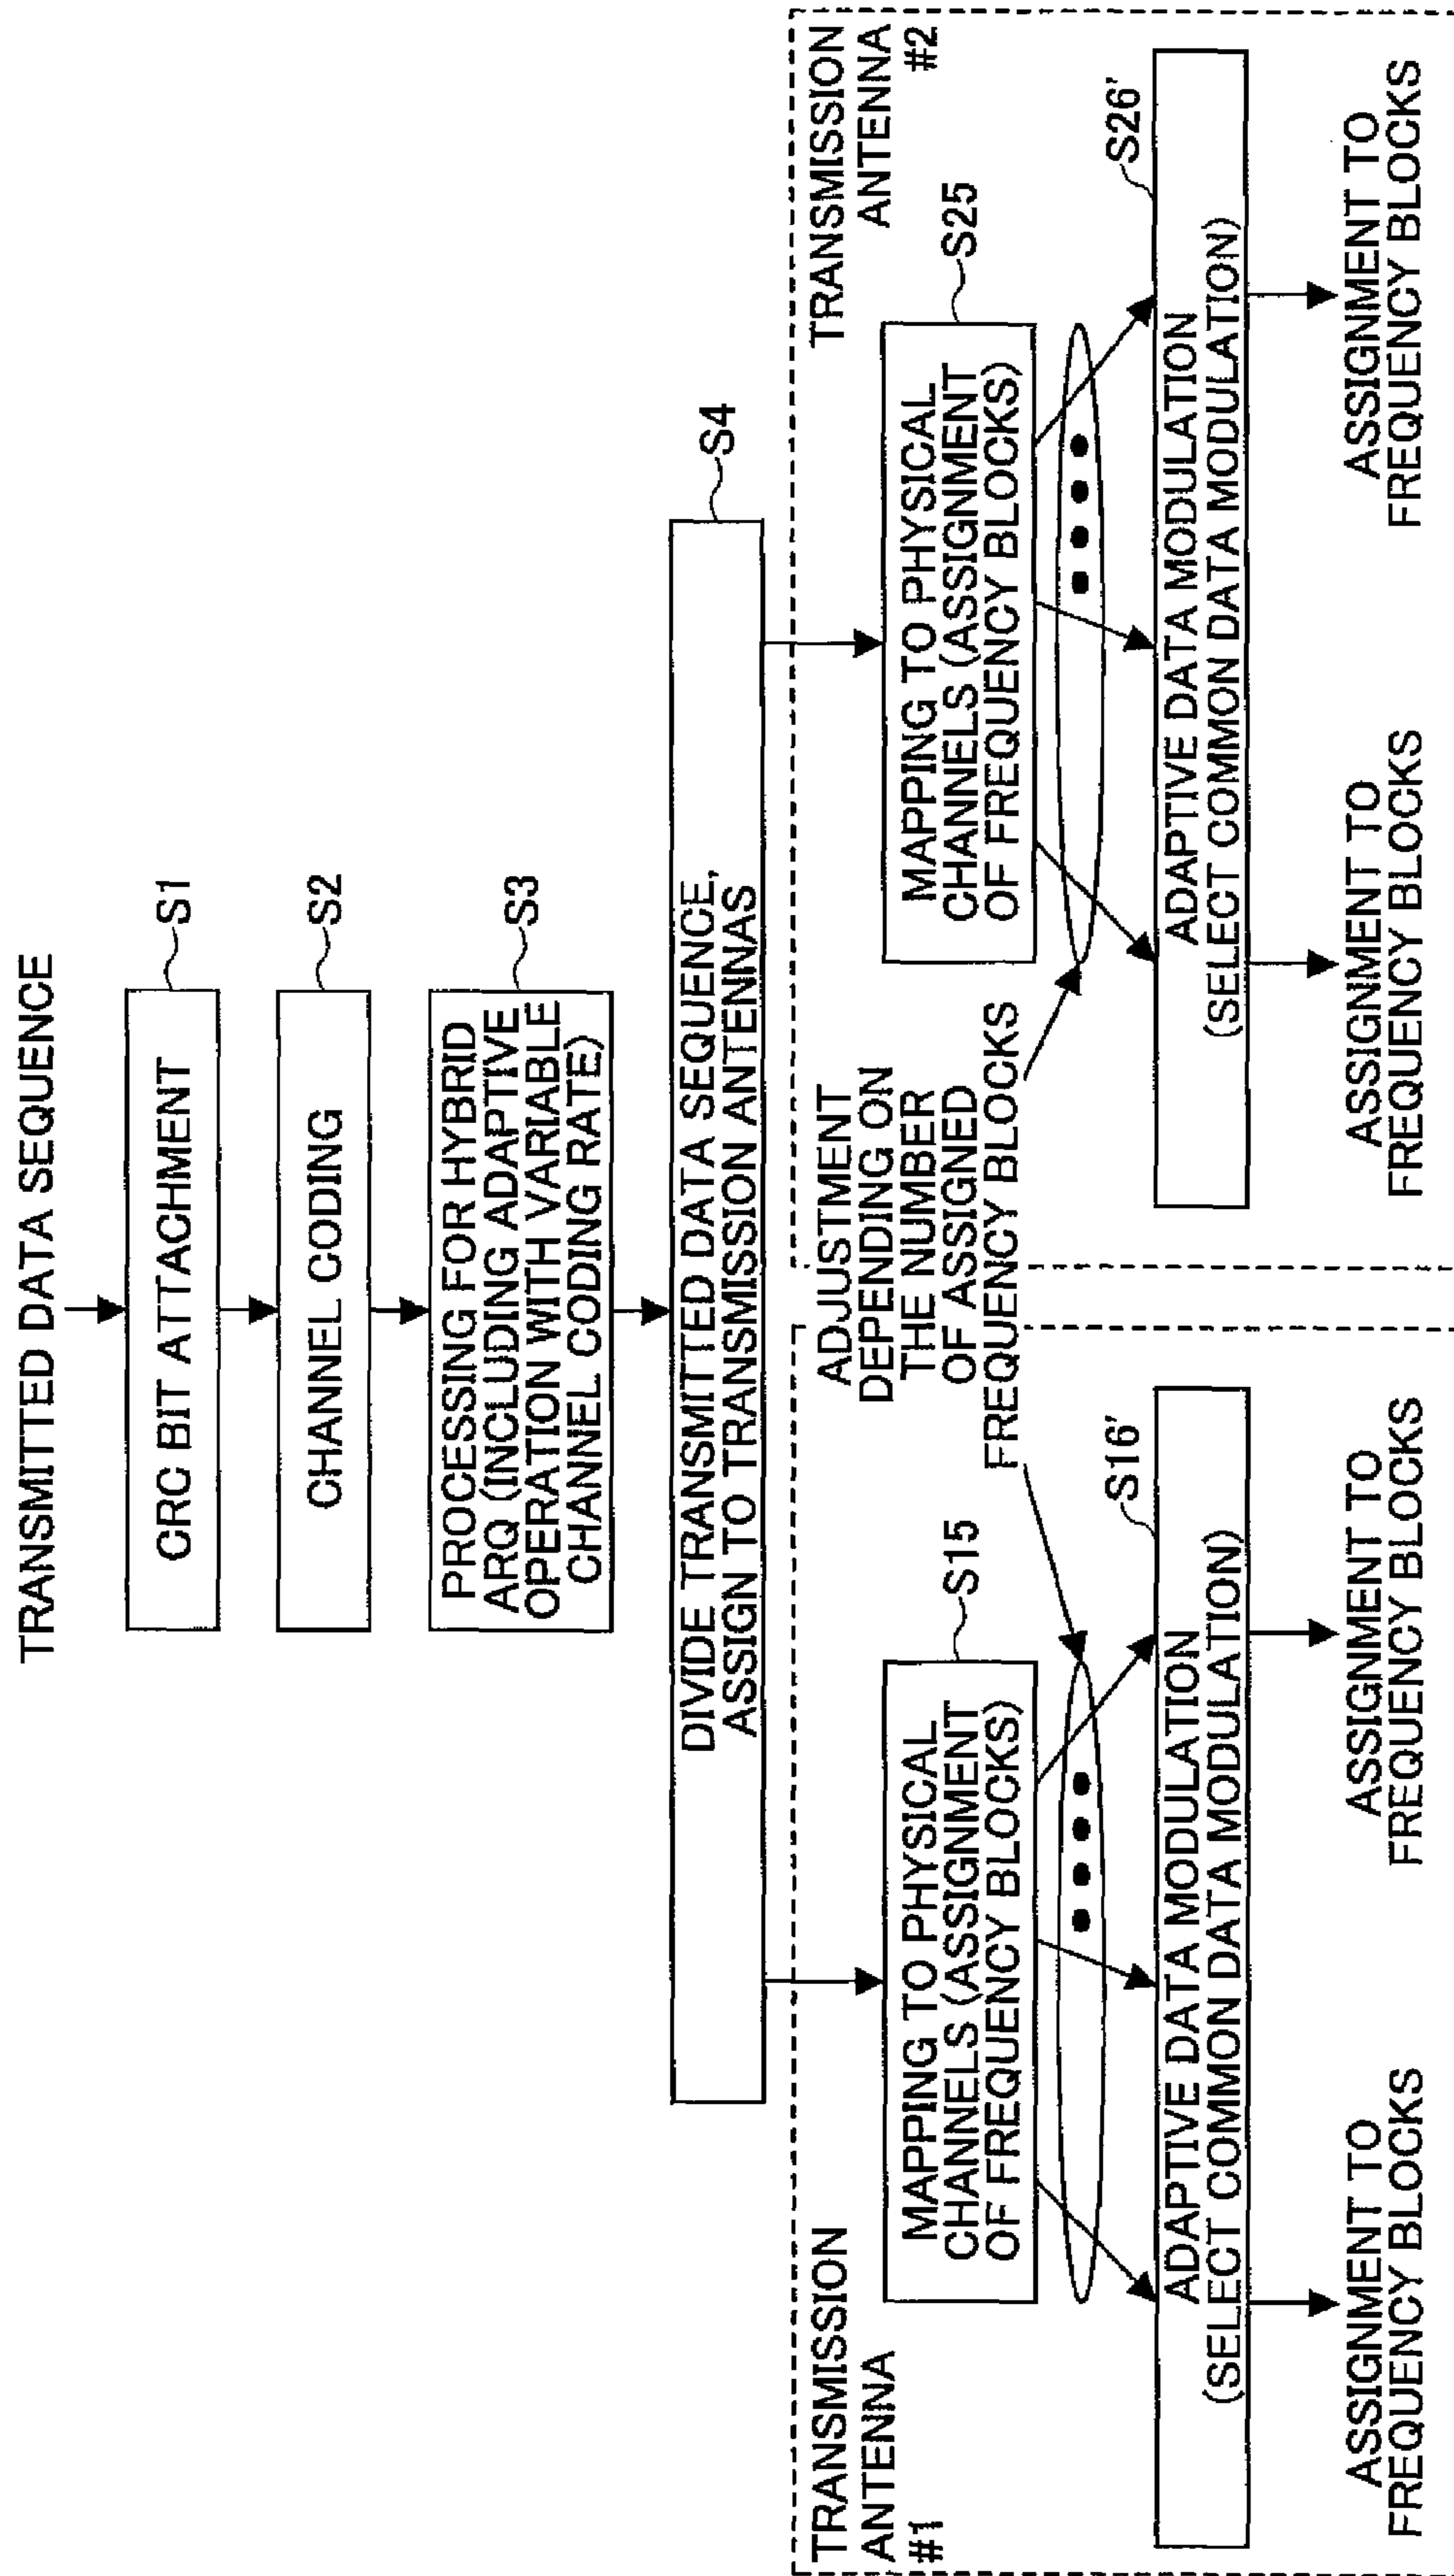 TRANSMITTED DATA SEQUENCE
CRC BIT ATTACHMENT
S1
CHANNEL CODING
S2
PROCESSING FOR HYBRID
ARQ (INCLUDING ADAPTIVE
OPERATION WITH VARIABLE
CHANNEL CODING RATE)
S3
DIVIDE TRANSMITTED DATA SEQUENCE,
ASSIGN TO TRANSMISSION ANTENNAS
S4
TRANSMISSION
ANTENNA
#1
MAPPING TO PHYSICAL
CHANNELS (ASSIGNMENT
OF FREQUENCY BLOCKS)
S15
ADAPTIVE DATA MODULATION
(SELECT COMMON DATA MODULATION)
S16'
ASSIGNMENT TO
FREQUENCY BLOCKS
ASSIGNMENT TO
FREQUENCY BLOCKS
ADJUSTMENT
DEPENDING ON
THE NUMBER
OF ASSIGNED
FREQUENCY BLOCKS
TRANSMISSION
ANTENNA
#2
MAPPING TO PHYSICAL
CHANNELS (ASSIGNMENT
OF FREQUENCY BLOCKS)
S25
ADAPTIVE DATA MODULATION
(SELECT COMMON DATA MODULATION)
S26'
ASSIGNMENT TO
FREQUENCY BLOCKS
ASSIGNMENT TO
FREQUENCY BLOCKS